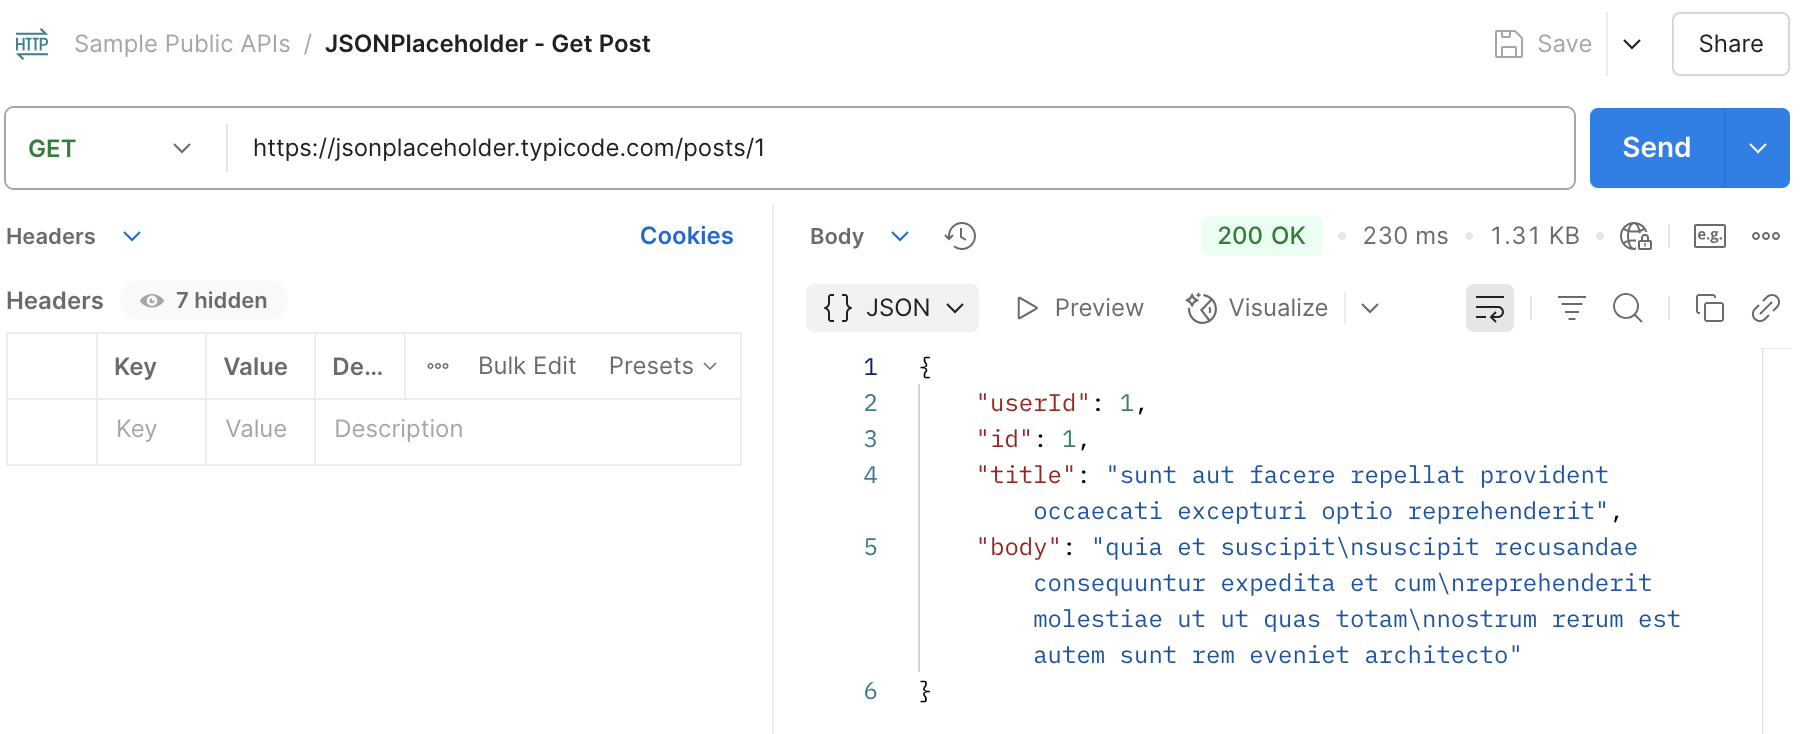 HTTP Sample Public APIs / JSONPlaceholder - Get Post Save Share
GET https://jsonplaceholder.typicode.com/posts/1 Send
Headers Cookies
Headers 7 hidden
Key Value De... Bulk Edit Presets
Key Value Description
Body 200 OK • 230 ms • 1.31 KB • e.g.
{} JSON Preview Visualize
1 {
2 "userId": 1,
3 "id": 1,
4 "title": "sunt aut facere repellat provident
occaecati excepturi optio reprehenderit",
5 "body": "quia et suscipit\nsuscipit recusandae
consequuntur expedita et cum\nreprehenderit
molestiae ut ut quas totam\nnostrum rerum est
autem sunt rem eveniet architecto"
6 }